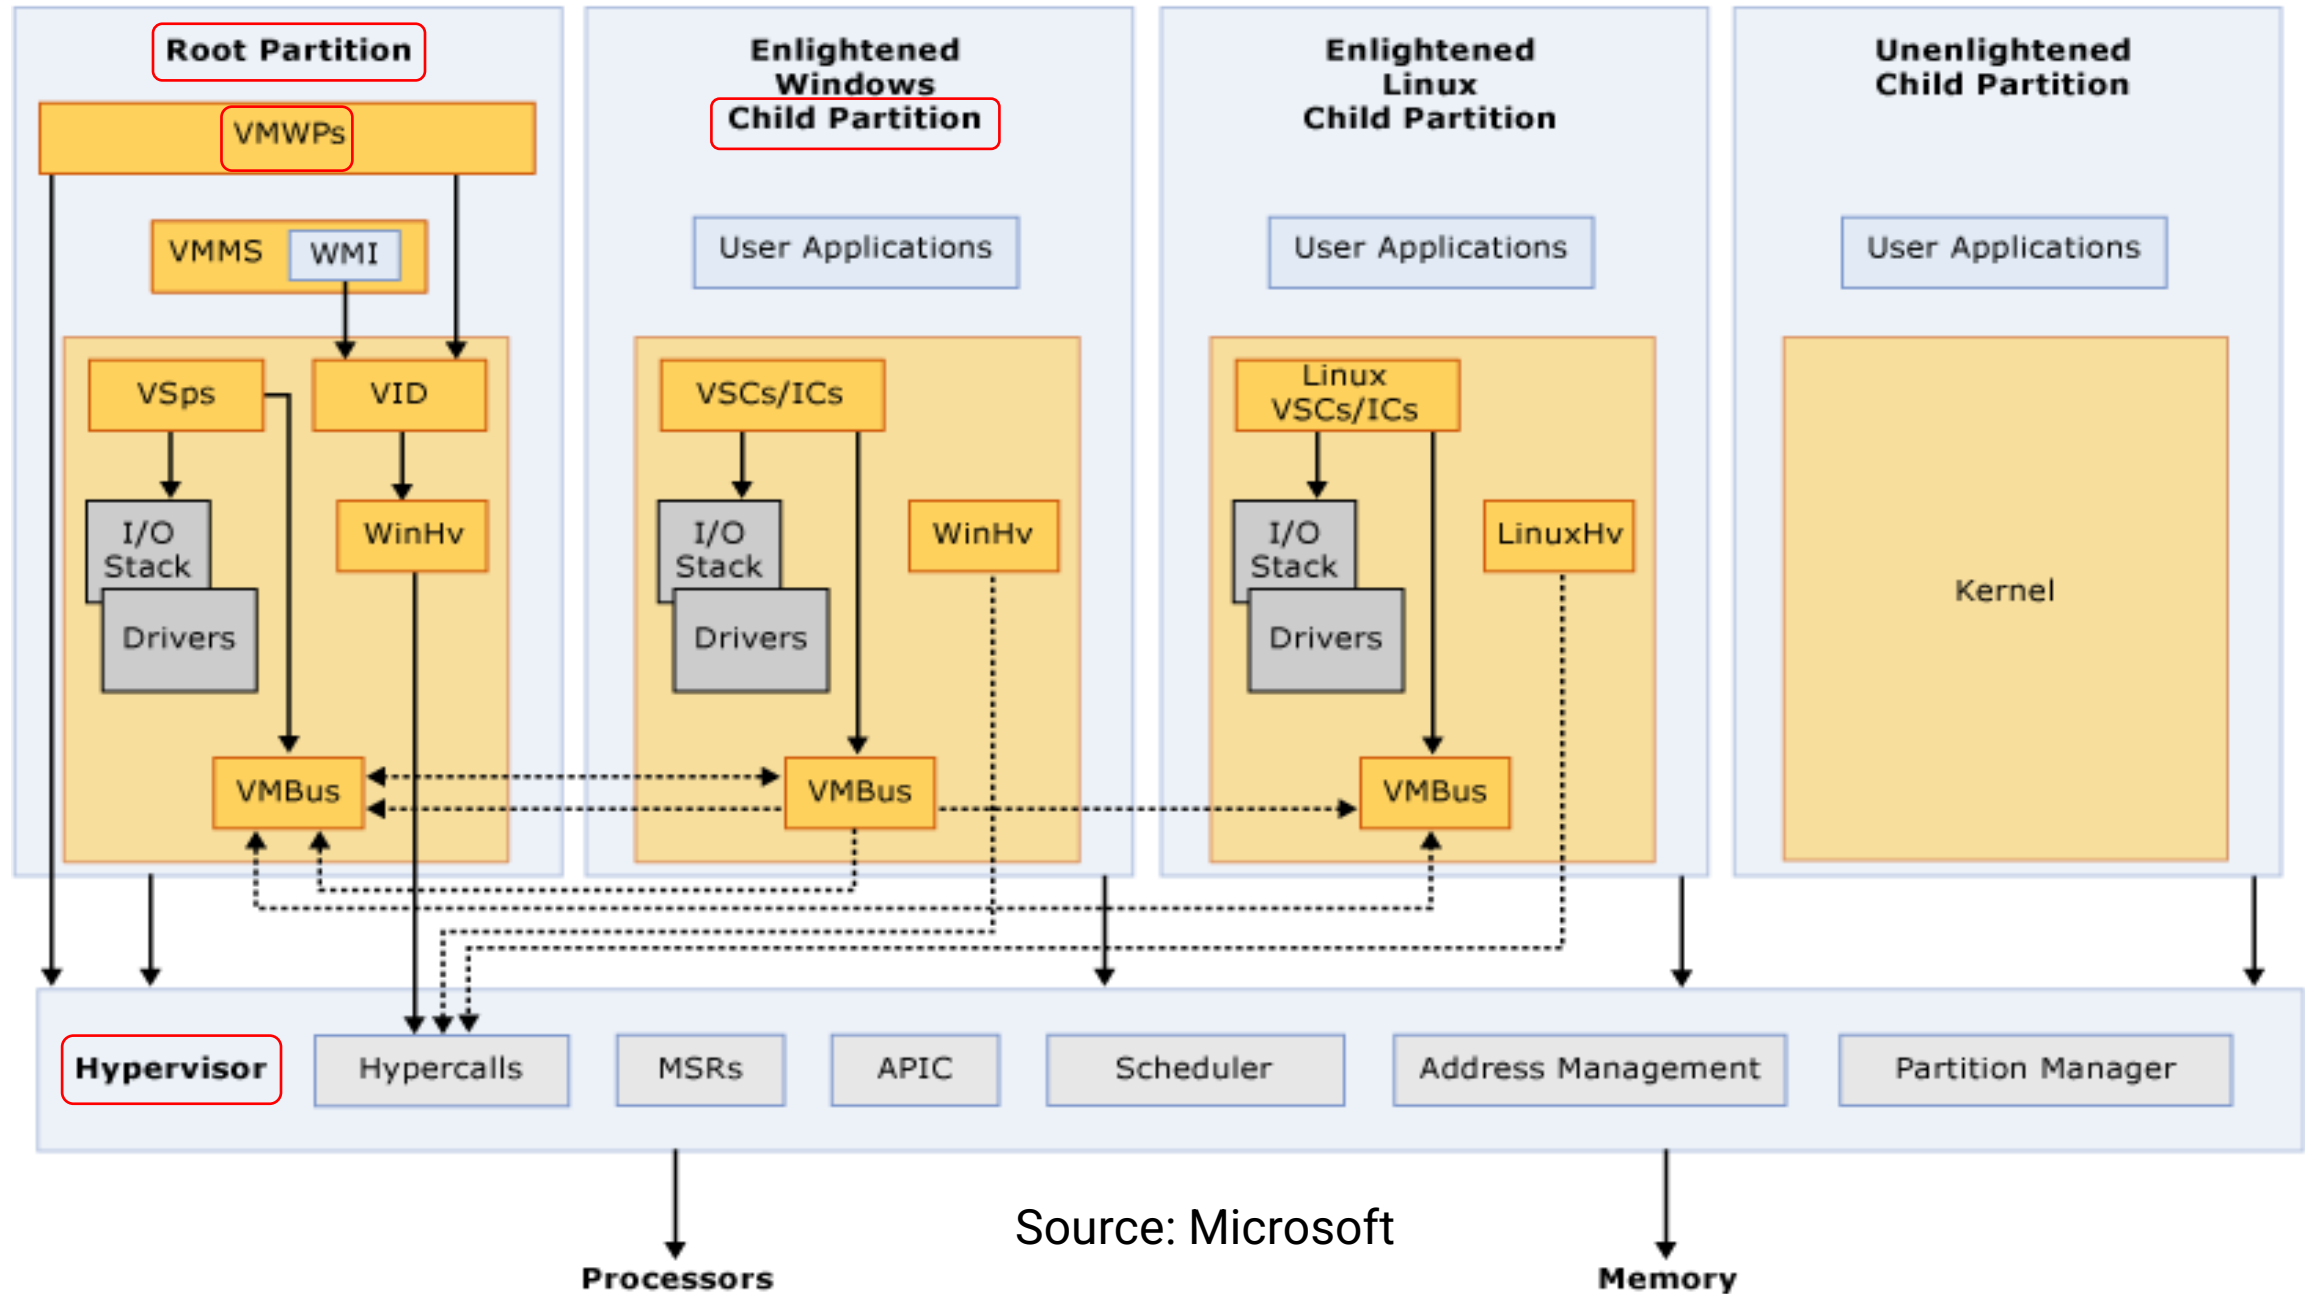 Root Partition
VMWPs
VMMS
WMI
VSps
VID
I/O
Stack
Drivers
WinHv
VMBus
Enlightened
Windows
Child Partition
User Applications
VSCs/ICs
I/O
Stack
Drivers
WinHv
VMBus
Enlightened
Linux
Child Partition
User Applications
Linux
VSCs/ICs
I/O
Stack
Drivers
LinuxHv
VMBus
Unenlightened
Child Partition
User Applications
Kernel
Hypervisor
Hypercalls
MSRs
APIC
Scheduler
Address Management
Partition Manager
Source: Microsoft
Processors
Memory